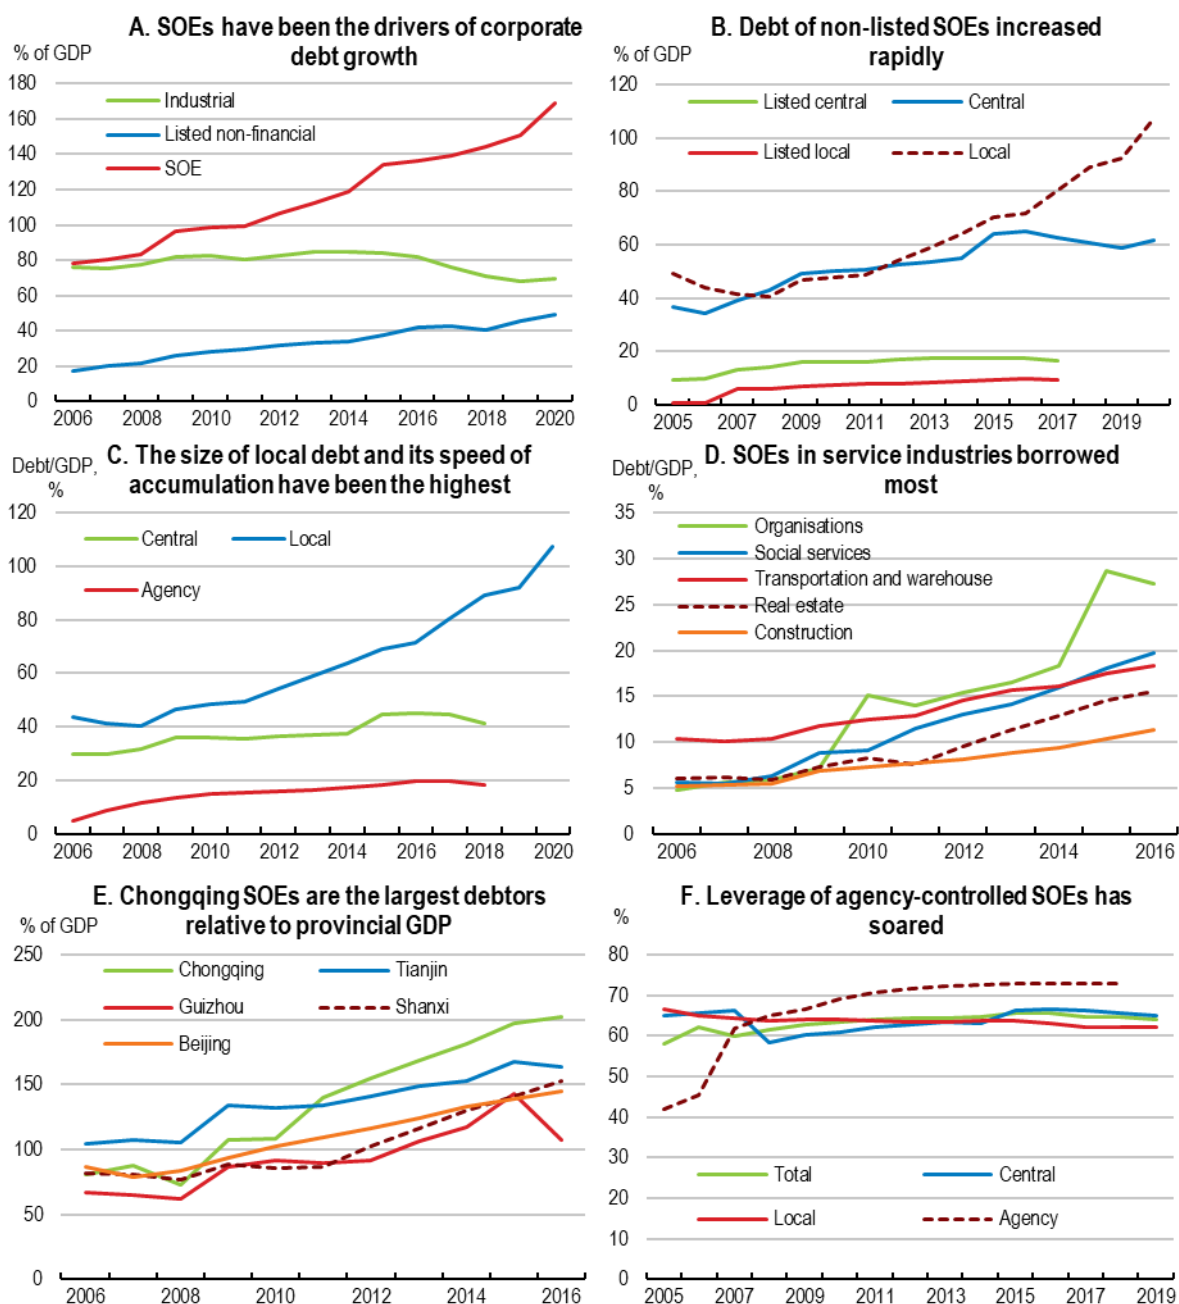 A. SOEs have been the drivers of corporate
debt growth
% of GDP
180
160
140
120
100
80
60
40
20
0
Industrial
Listed non-financial
SOE
2006 2008 2010 2012 2014 2016 2018 2020
B. Debt of non-listed SOEs increased
rapidly
% of GDP
120
100
80
60
40
20
0
Listed central Central
Listed local Local
2005 2007 2009 2011 2013 2015 2017 2019
C. The size of local debt and its speed of
accumulation have been the highest
Debt/GDP,
%
120
100
80
60
40
20
0
Central Local
Agency
2006 2008 2010 2012 2014 2016 2018 2020
D. SOEs in service industries borrowed
most
Debt/GDP,
%
35
30
25
20
15
10
5
0
Organisations
Social services
Transportation and warehouse
Real estate
Construction
2006 2008 2010 2012 2014 2016
E. Chongqing SOEs are the largest debtors
relative to provincial GDP
% of GDP
250
200
150
100
50
0
Chongqing Tianjin
Guizhou Shanxi
Beijing
2006 2008 2010 2012 2014 2016
F. Leverage of agency-controlled SOEs has
soared
%
80
70
60
50
40
30
20
10
0
Total Central
Local Agency
2005 2007 2009 2011 2013 2015 2017 2019